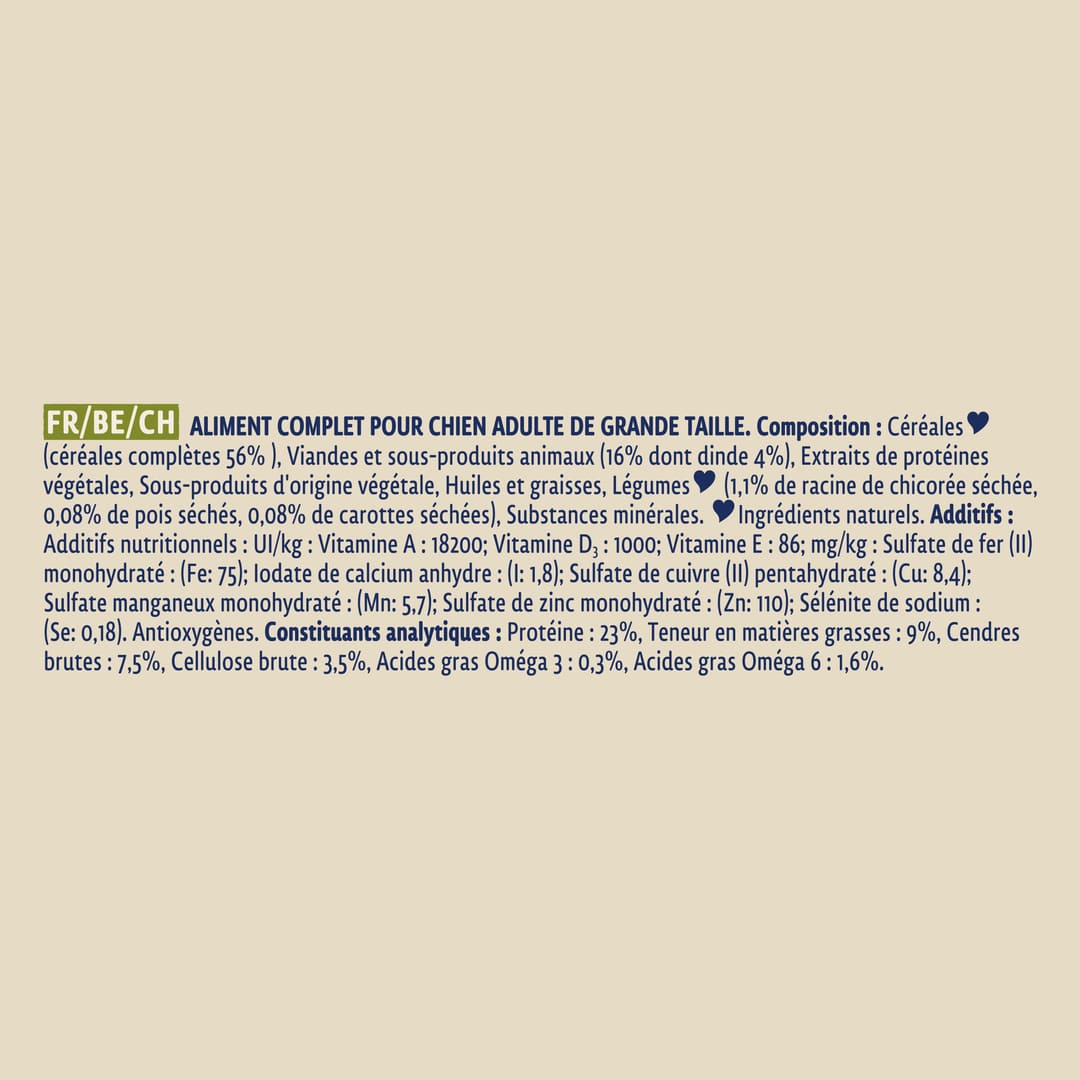 FR/BE/CH ALIMENT COMPLET POUR CHIEN ADULTE DE GRANDE TAILLE. Composition : Céréales♥
(céréales complètes 56% ), Viandes et sous-produits animaux (16% dont dinde 4%), Extraits de protéines
végétales, Sous-produits d'origine végétale, Huiles et graisses, Légumes♥ (1,1% de racine de chicorée séchée,
0,08% de pois séchés, 0,08% de carottes séchées), Substances minérales. ♥Ingrédients naturels. Additifs :
Additifs nutritionnels : UI/kg : Vitamine A : 18200; Vitamine D₃ : 1000; Vitamine E : 86; mg/kg : Sulfate de fer (II)
monohydraté : (Fe: 75); Iodate de calcium anhydre : (I: 1,8); Sulfate de cuivre (II) pentahydraté : (Cu: 8,4);
Sulfate manganeux monohydraté : (Mn: 5,7); Sulfate de zinc monohydraté : (Zn: 110); Sélénite de sodium :
(Se: 0,18). Antioxygènes. Constituants analytiques : Protéine : 23%, Teneur en matières grasses : 9%, Cendres
brutes : 7,5%, Cellulose brute : 3,5%, Acides gras Oméga 3 : 0,3%, Acides gras Oméga 6 : 1,6%.